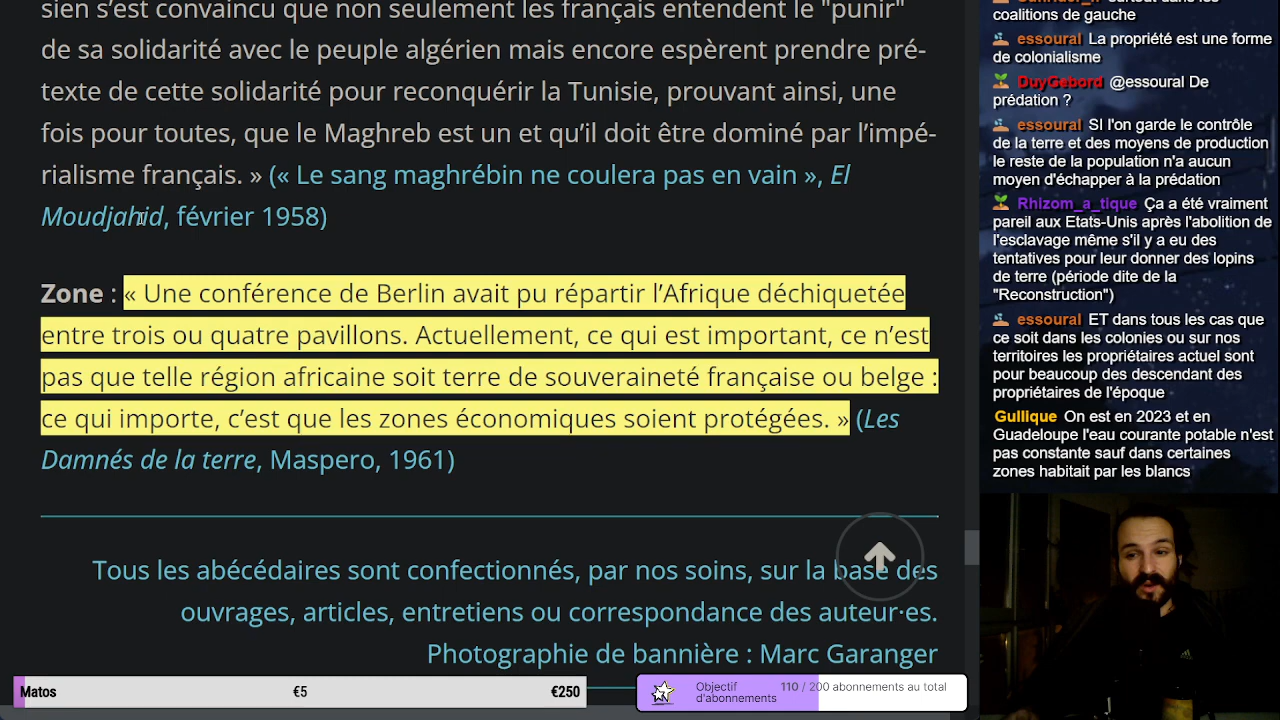 sien s'est convaincu que non seulement les français entendent le "punir"
de sa solidarité avec le peuple algérien mais encore espèrent prendre pré-
texte de cette solidarité pour reconquérir la Tunisie, prouvant ainsi, une
fois pour toutes, que le Maghreb est un et qu'il doit être dominé par l'impé-
rialisme français. » (« Le sang maghrébin ne coulera pas en vain », El
Moudjahid, février 1958)
Zone : « Une conférence de Berlin avait pu répartir l'Afrique déchiquetée
entre trois ou quatre pavillons. Actuellement, ce qui est important, ce n'est
pas que telle région africaine soit terre de souveraineté française ou belge :
ce qui importe, c'est que les zones économiques soient protégées. » (Les
Damnés de la terre, Maspero, 1961)
Tous les abécédaires sont confectionnés, par nos soins, sur la base des
ouvrages, articles, entretiens ou correspondance des auteur·es.
Photographie de bannière : Marc Garanger
Matos €5 €250
Objectif d'abonnements 110 / 200 abonnements au total
coalitions de gauche
essoural La propriété est une forme
de colonialisme
DuyGebord @essoural De
prédation ?
essoural SI l'on garde le contrôle
de la terre et des moyens de production
le reste de la population n'a aucun
moyen d'échapper à la prédation
Rhizom_a_tique Ça a été vraiment
pareil aux Etats-Unis après l'abolition de
l'esclavage même s'il y a eu des
tentatives pour leur donner des lopins
de terre (période dite de la
"Reconstruction")
essoural ET dans tous les cas que
ce soit dans les colonies ou sur nos
territoires les propriétaires actuel sont
pour beaucoup des descendant des
propriétaires de l'époque
Gullique On est en 2023 et en
Guadeloupe l'eau courante potable n'est
pas constante sauf dans certaines
zones habitait par les blancs